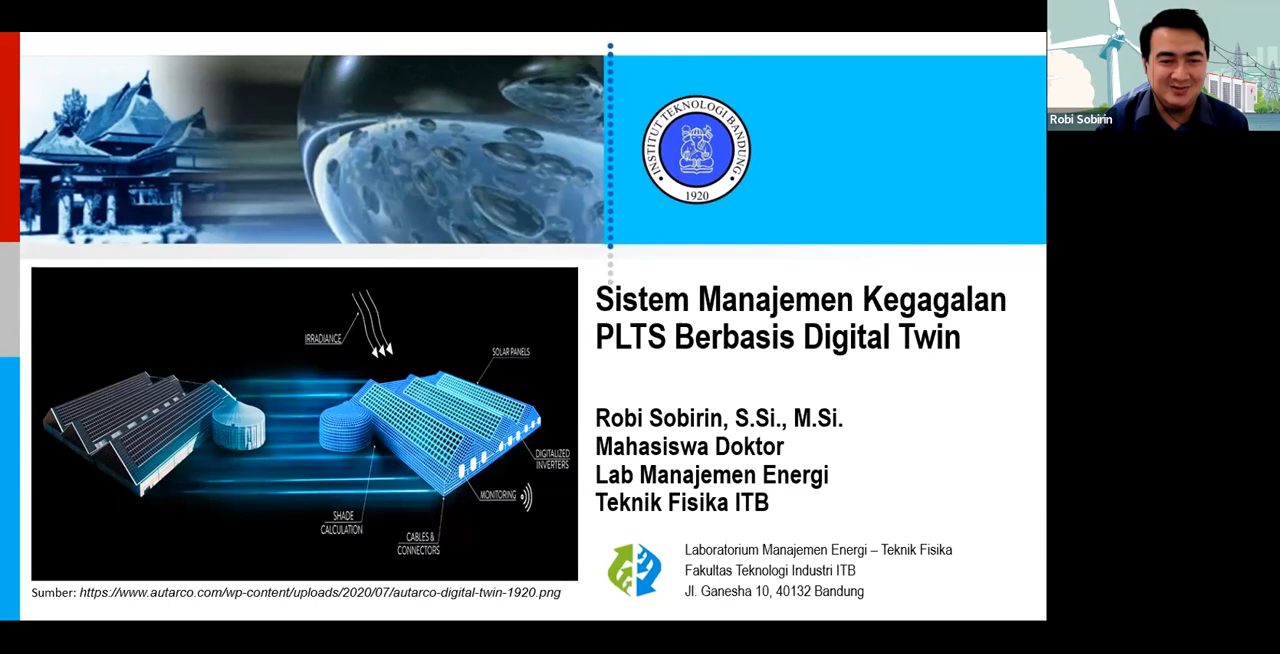 Robi Sobirin
INSTITUT TEKNOLOGI BANDUNG
1920
Sistem Manajemen Kegagalan
PLTS Berbasis Digital Twin
IRRADIANCE
SOLAR PANELS
DIGITALIZED
INVERTERS
MONITORING
SHADE
CALCULATION
CABLES &
CONNECTORS
Sumber: https://www.autarco.com/wp-content/uploads/2020/07/autarco-digital-twin-1920.png
Robi Sobirin, S.Si., M.Si.
Mahasiswa Doktor
Lab Manajemen Energi
Teknik Fisika ITB
Laboratorium Manajemen Energi – Teknik Fisika
Fakultas Teknologi Industri ITB
Jl. Ganesha 10, 40132 Bandung